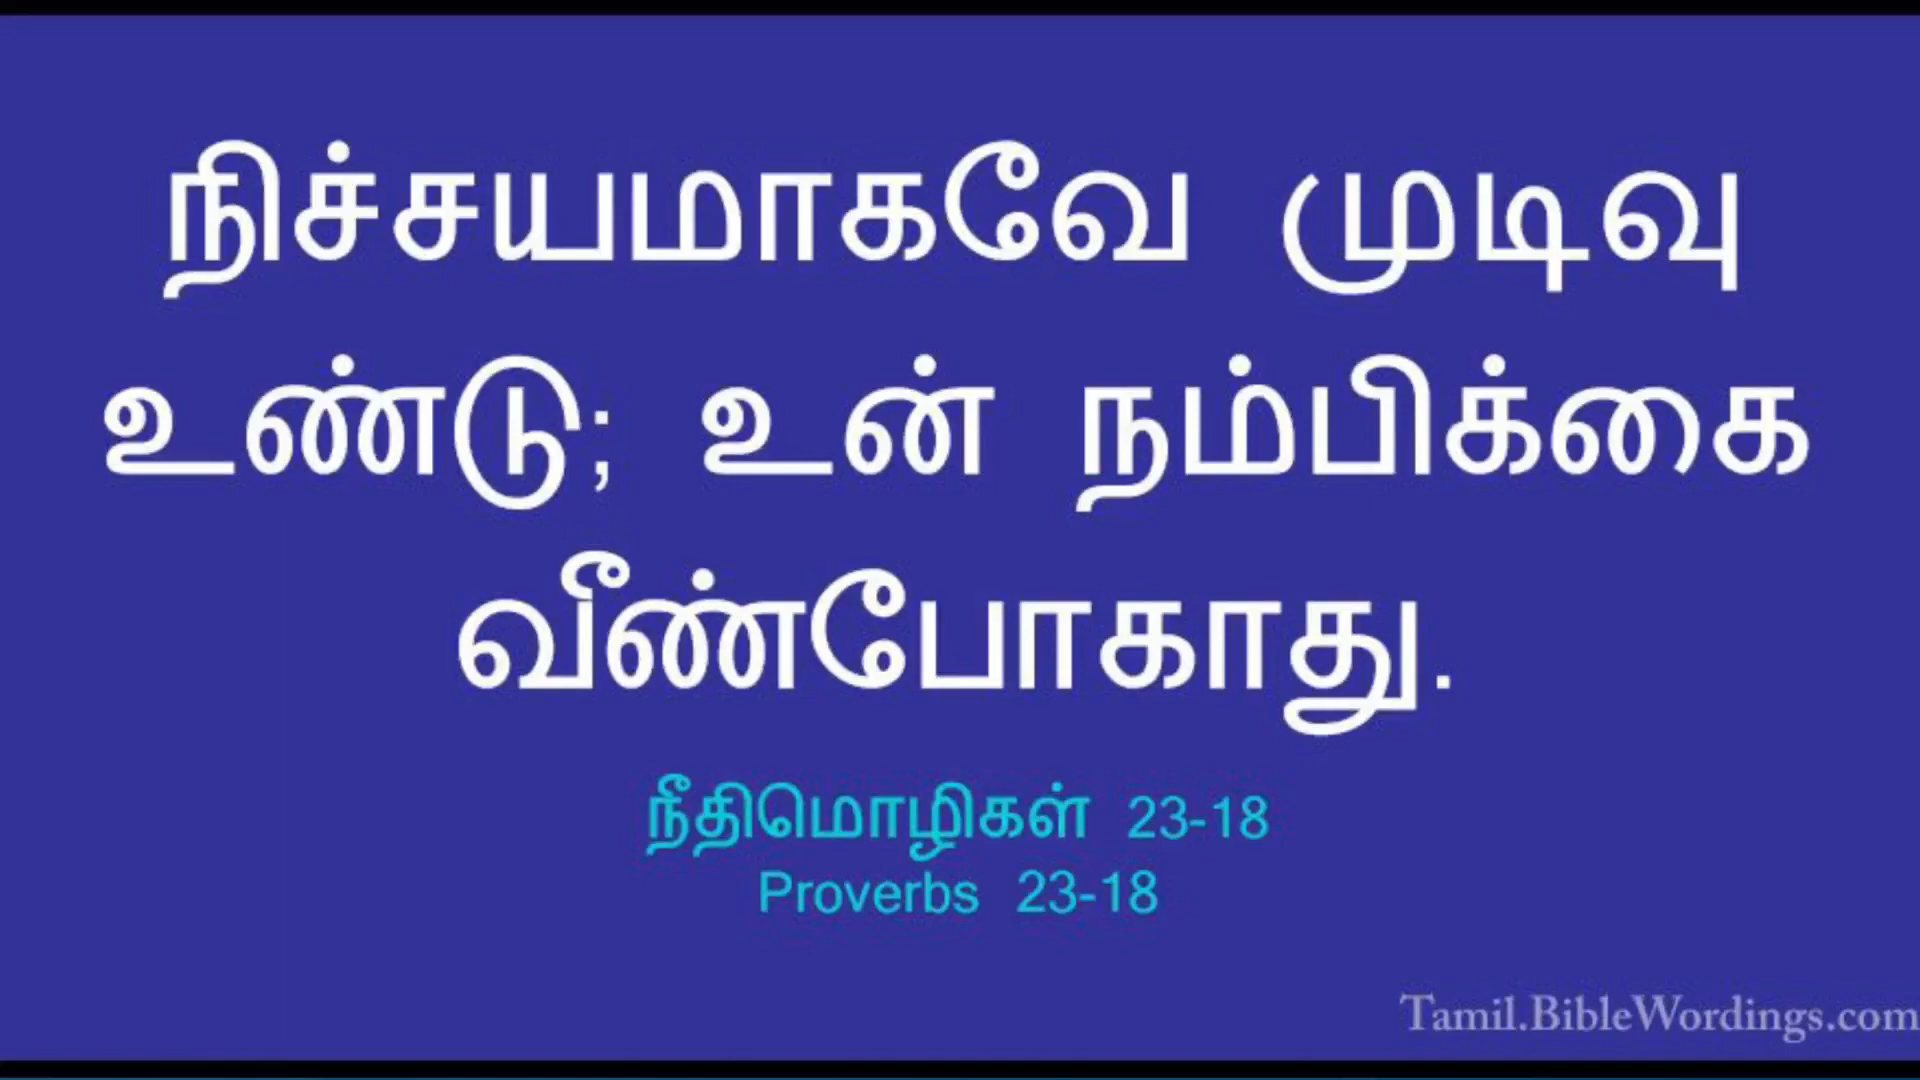 நிச்சயமாகவே முடிவு
உண்டு; உன் நம்பிக்கை
வீண்போகாது.
நீதிமொழிகள் 23-18
Proverbs 23-18
Tamil.BibleWordings.com